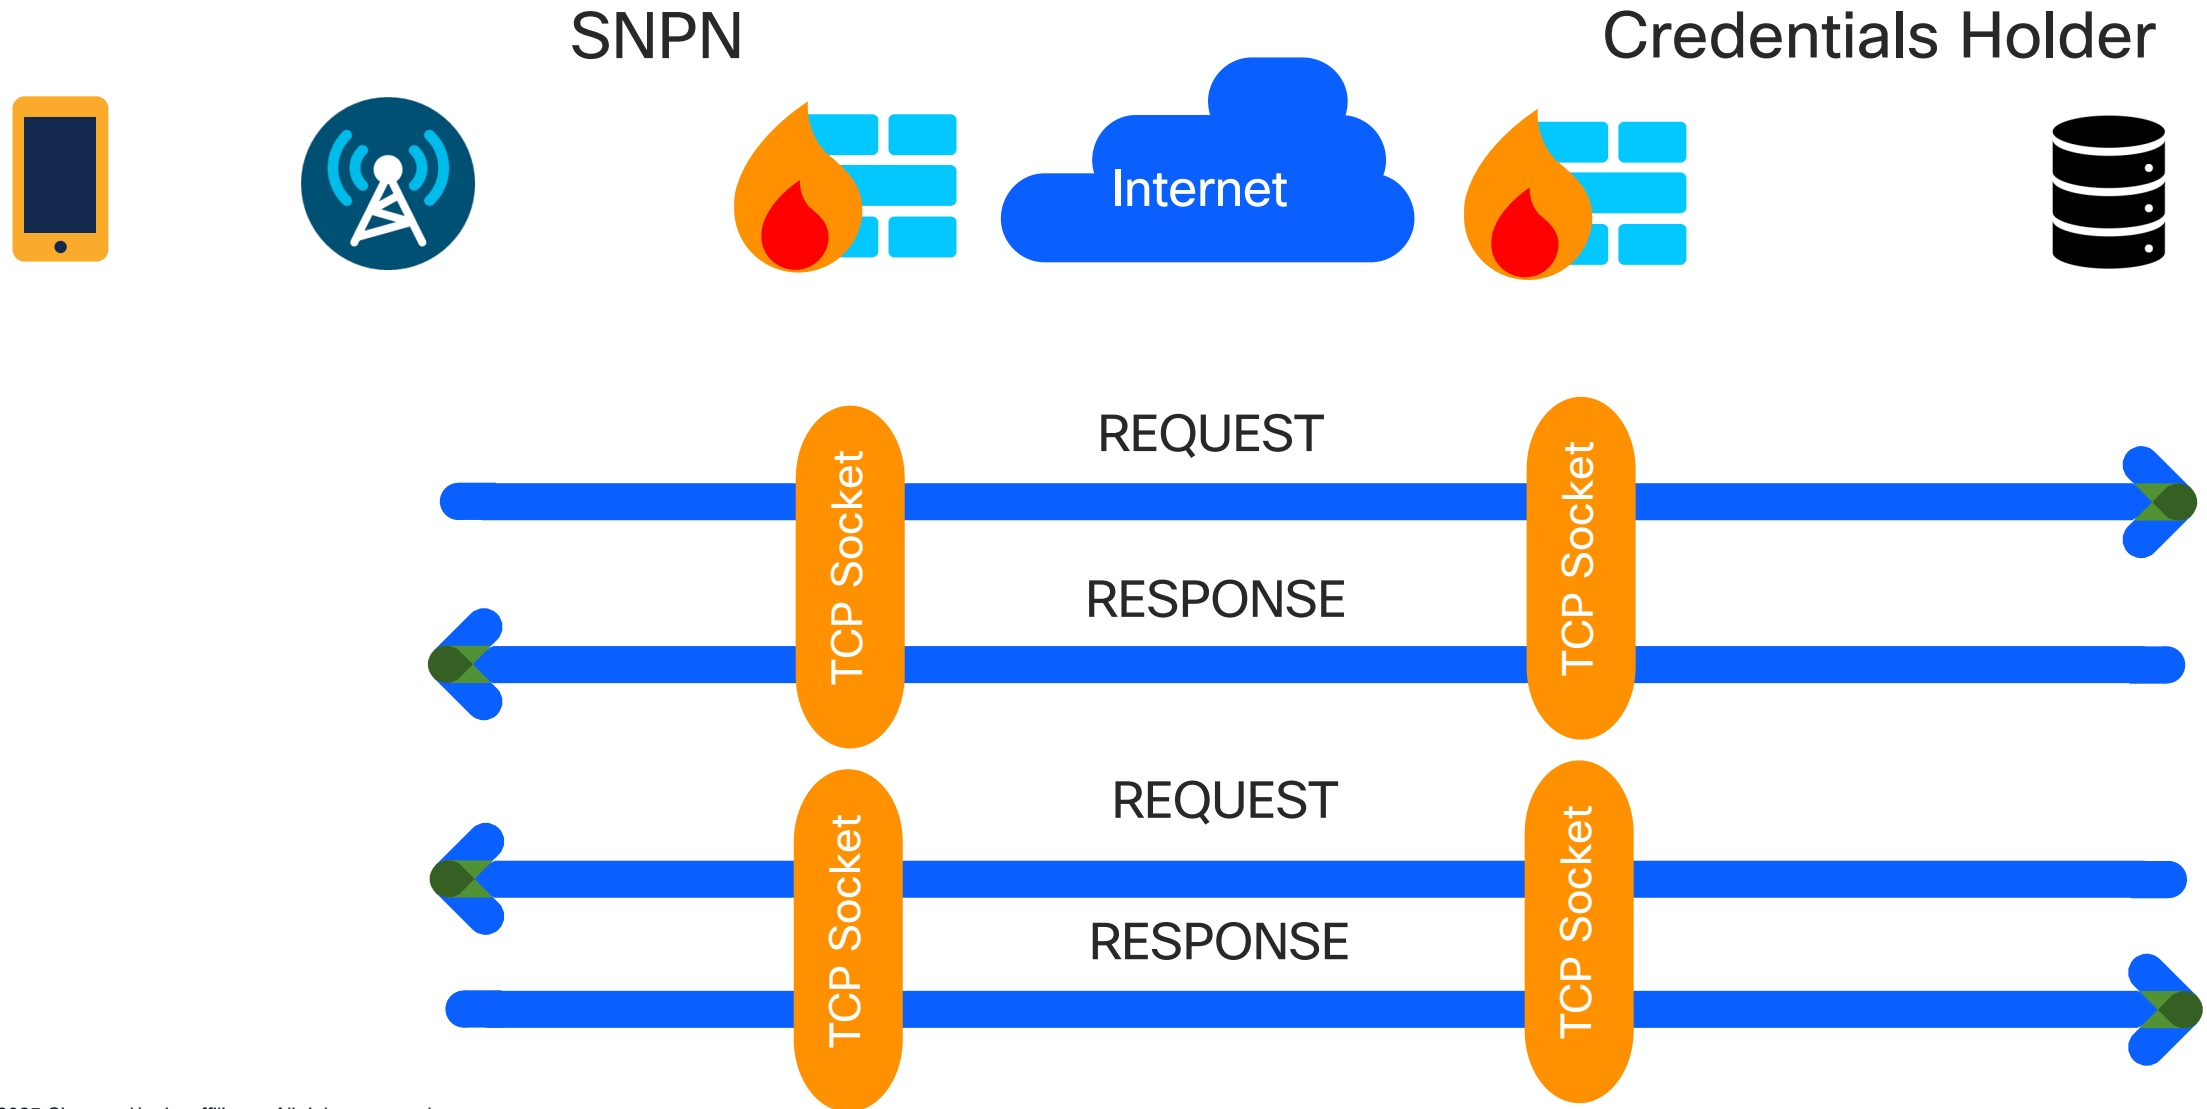 SNPN
Credentials Holder
Internet
REQUEST
TCP Socket
TCP Socket
RESPONSE
REQUEST
TCP Socket
TCP Socket
RESPONSE